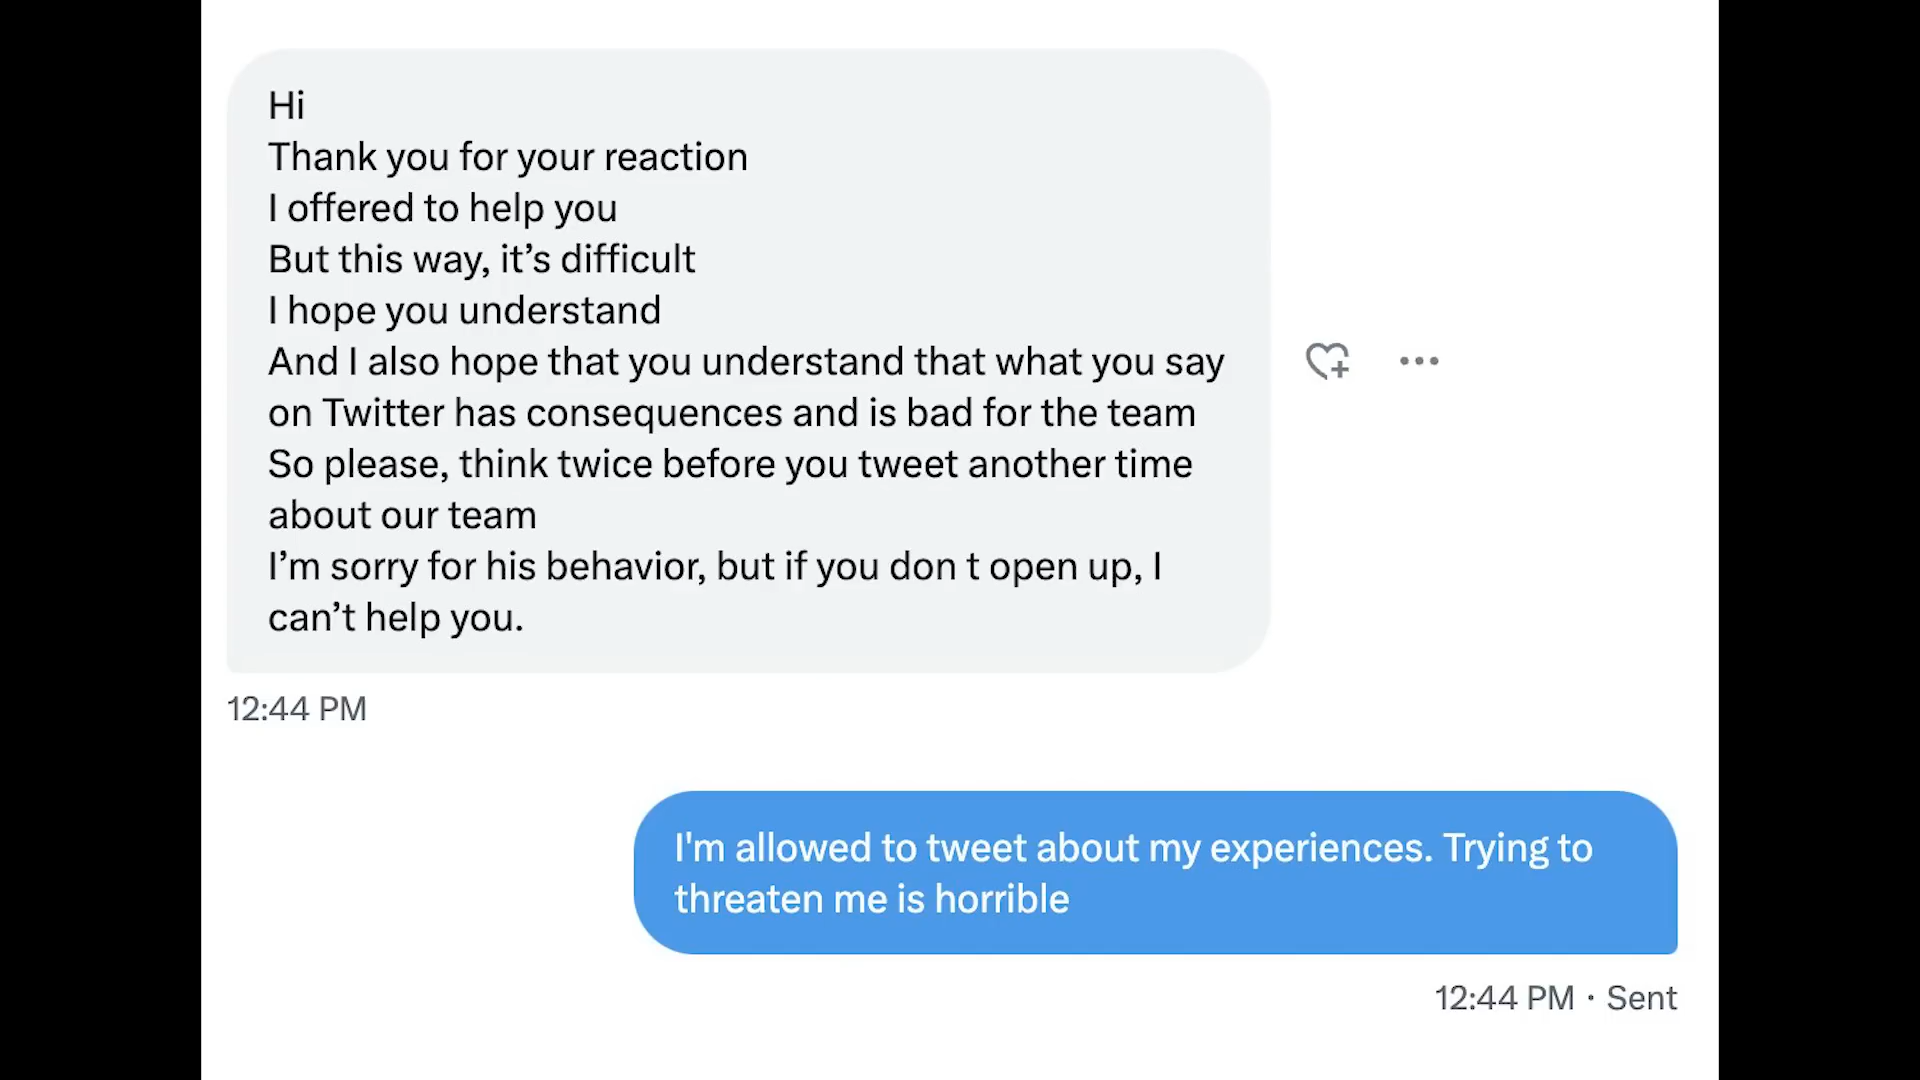 Hi
Thank you for your reaction
I offered to help you
But this way, it’s difficult
I hope you understand
And I also hope that you understand that what you say
on Twitter has consequences and is bad for the team
So please, think twice before you tweet another time
about our team
I’m sorry for his behavior, but if you don t open up, I
can’t help you.
12:44 PM
I'm allowed to tweet about my experiences. Trying to
threaten me is horrible
12:44 PM · Sent